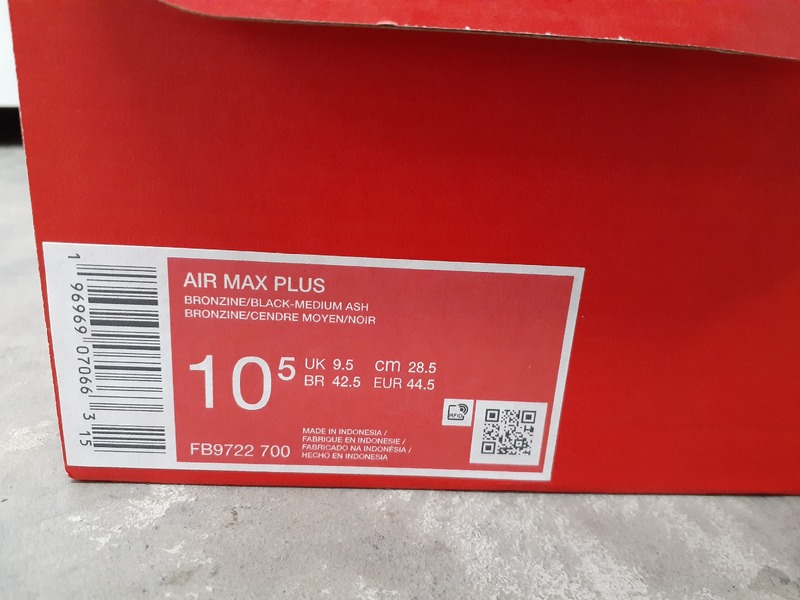 1 96969 07066 3 15
AIR MAX PLUS
BRONZINE/BLACK-MEDIUM ASH
BRONZINE/CENDRE MOYEN/NOIR
10⁵ UK 9.5 cm 28.5
BR 42.5 EUR 44.5
RFID
FB9722 700
MADE IN INDONESIA /
FABRIQUE EN INDONESIE /
FABRICADO NA INDONÉSIA /
HECHO EN INDONESIA